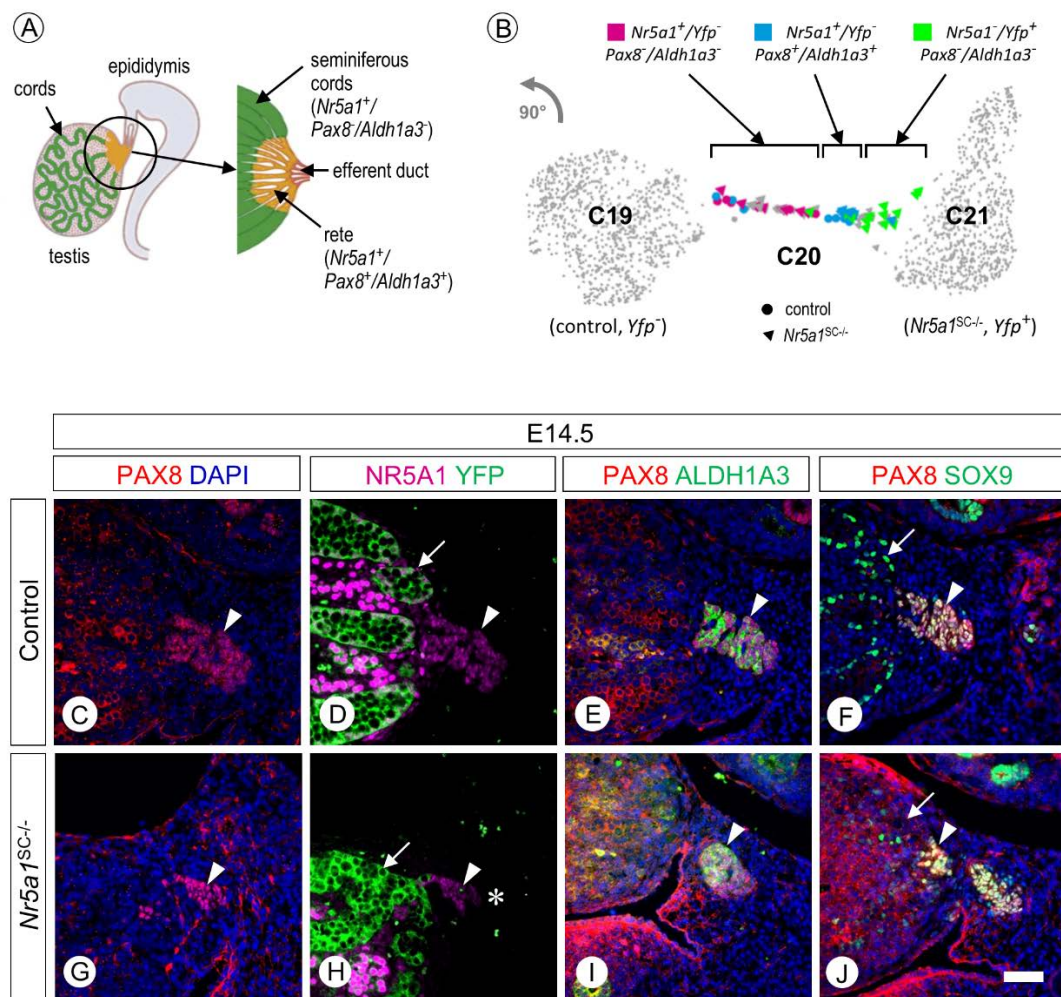 A
epididymis
cords
testis
seminiferous
cords
(Nr5a1+/
Pax8-/Aldh1a3-)
efferent duct
rete
(Nr5a1+/
Pax8+/Aldh1a3+)
B
Nr5a1+/Yfp-
Pax8-/Aldh1a3-
Nr5a1+/Yfp-
Pax8+/Aldh1a3+
Nr5a1-/Yfp+
Pax8-/Aldh1a3-
90°
C19
C20
C21
(control, Yfp-)
control
Nr5a1SC-/-
(Nr5a1SC-/-, Yfp+)
E14.5
PAX8 DAPI
NR5A1 YFP
PAX8 ALDH1A3
PAX8 SOX9
Control
C
D
E
F
Nr5a1SC-/-
G
H
*
I
J